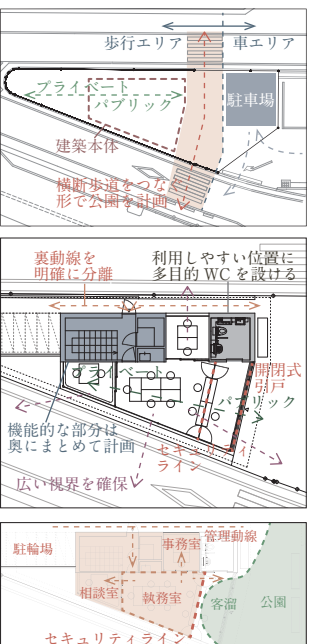 歩行エリア
車エリア
プライベート
パブリック
駐車場
建築本体
横断歩道をつなぐ
形で公園を計画
裏動線を
明確に分離
利用しやすい位置に
多目的 WC を設ける
プライベート
開閉式
引戸
パブリック
機能的な部分は
奥にまとめて計画
セキュリティ
ライン
広い視界を確保
駐輪場
事務室
管理動線
相談室
執務室
客溜
公園
セキュリティライン